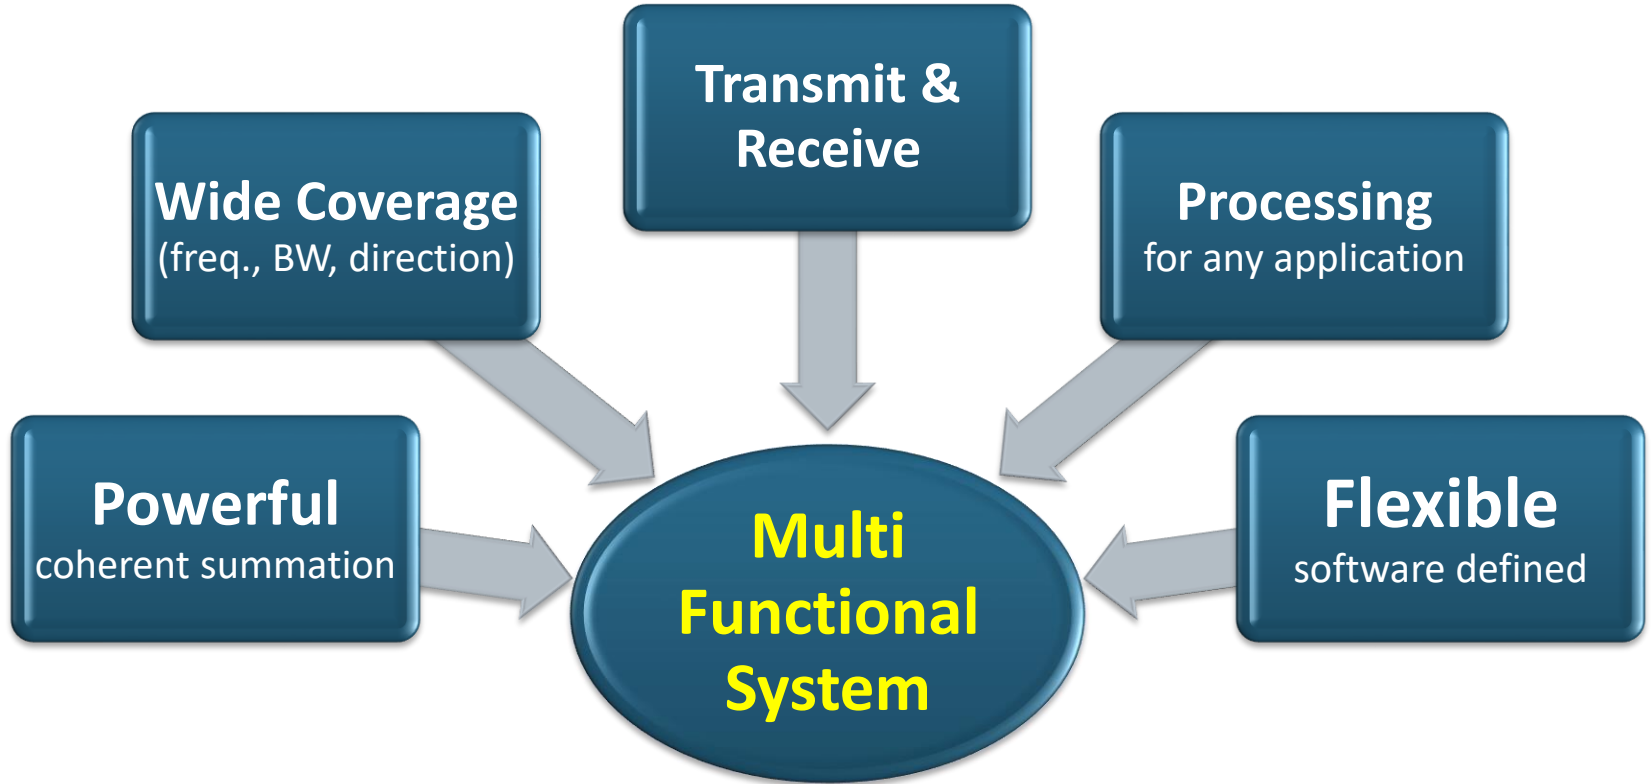 Transmit &
Receive
Wide Coverage
(freq., BW, direction)
Processing
for any application
Powerful
coherent summation
Flexible
software defined
Multi
Functional
System